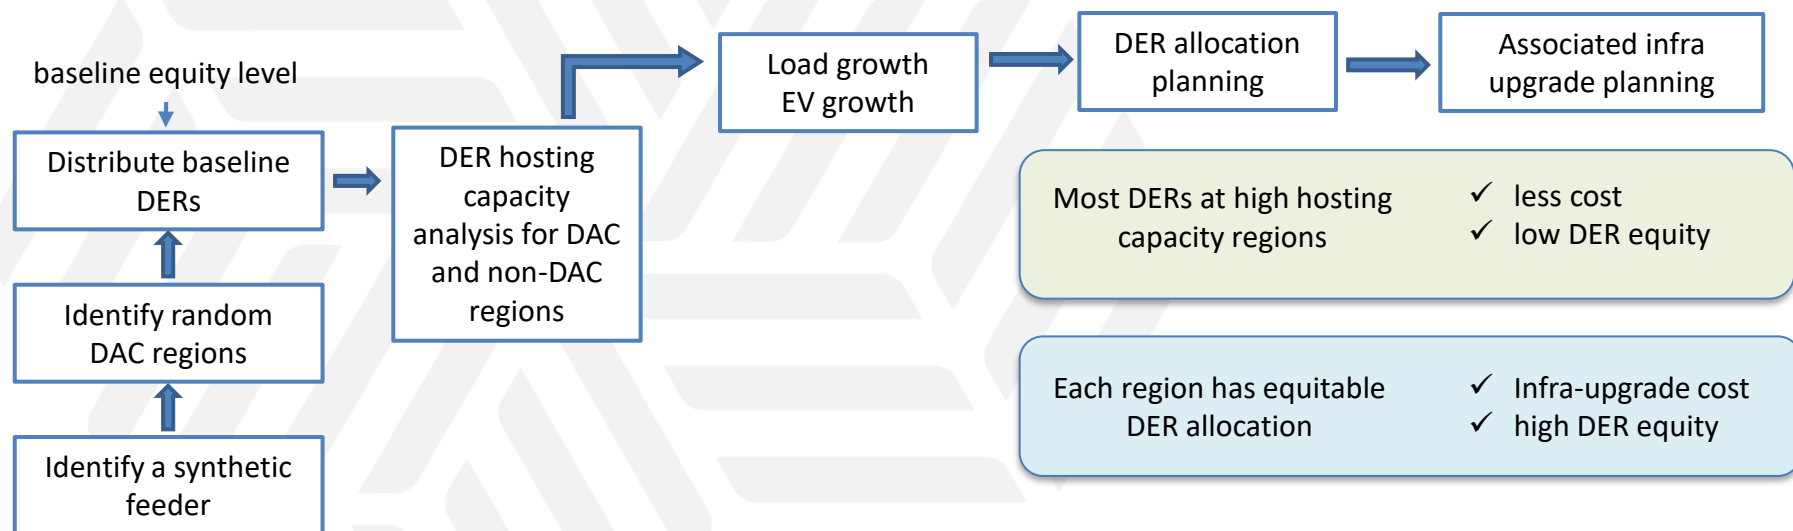 baseline equity level
Distribute baseline
DERs
Identify random
DAC regions
Identify a synthetic
feeder
DER hosting
capacity
analysis for DAC
and non-DAC
regions
Load growth
EV growth
DER allocation
planning
Associated infra
upgrade planning
Most DERs at high hosting
capacity regions
✓ less cost
✓ low DER equity
Each region has equitable
DER allocation
✓ Infra-upgrade cost
✓ high DER equity